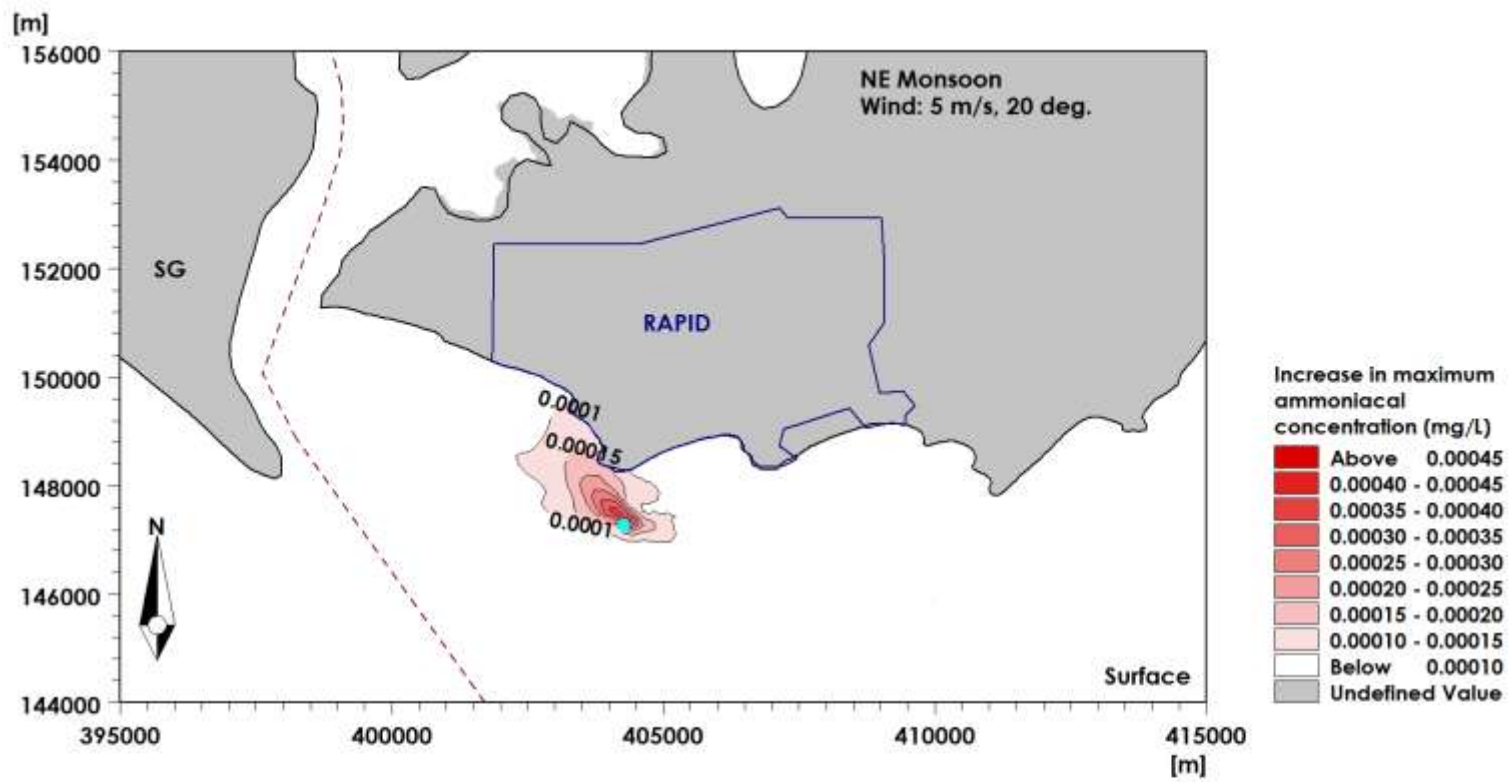 [m]
156000
154000
152000
150000
148000
146000
144000
395000
400000
405000
410000
415000
[m]
NE Monsoon
Wind: 5 m/s, 20 deg.
SG
RAPID
0.0001
0.00015
0.0001
N
Surface
Increase in maximum
ammoniacal
concentration (mg/L)
Above 0.00045
0.00040 - 0.00045
0.00035 - 0.00040
0.00030 - 0.00035
0.00025 - 0.00030
0.00020 - 0.00025
0.00015 - 0.00020
0.00010 - 0.00015
Below 0.00010
Undefined Value